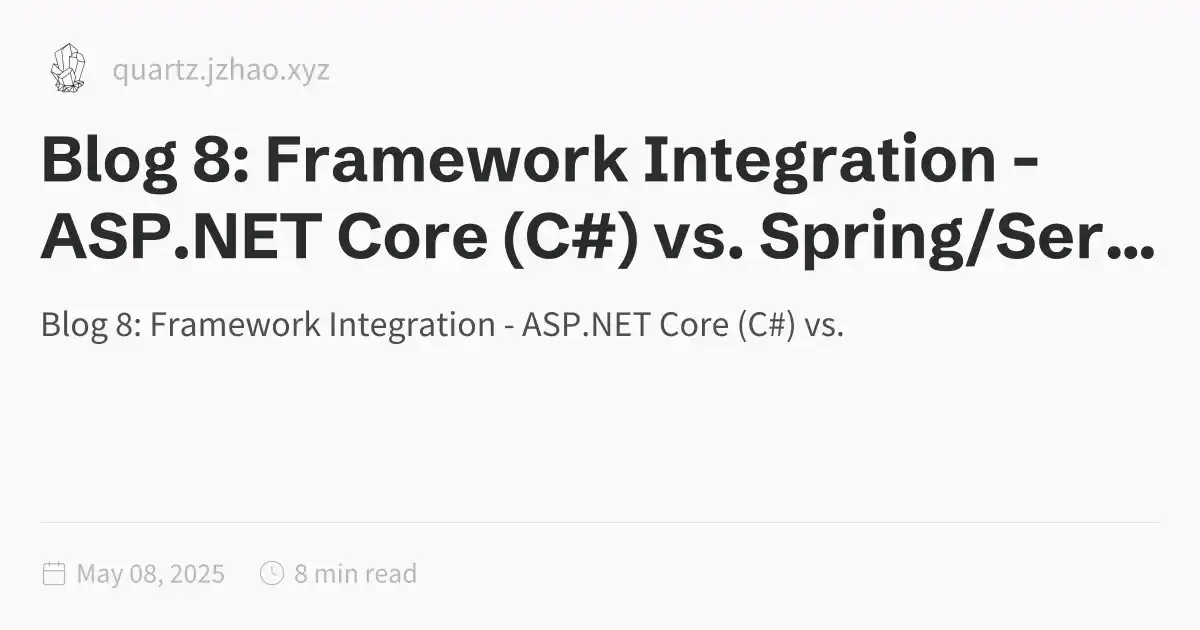 quartz.jzhao.xyz
Blog 8: Framework Integration -
ASP.NET Core (C#) vs. Spring/Ser...
Blog 8: Framework Integration - ASP.NET Core (C#) vs.
May 08, 2025 8 min read